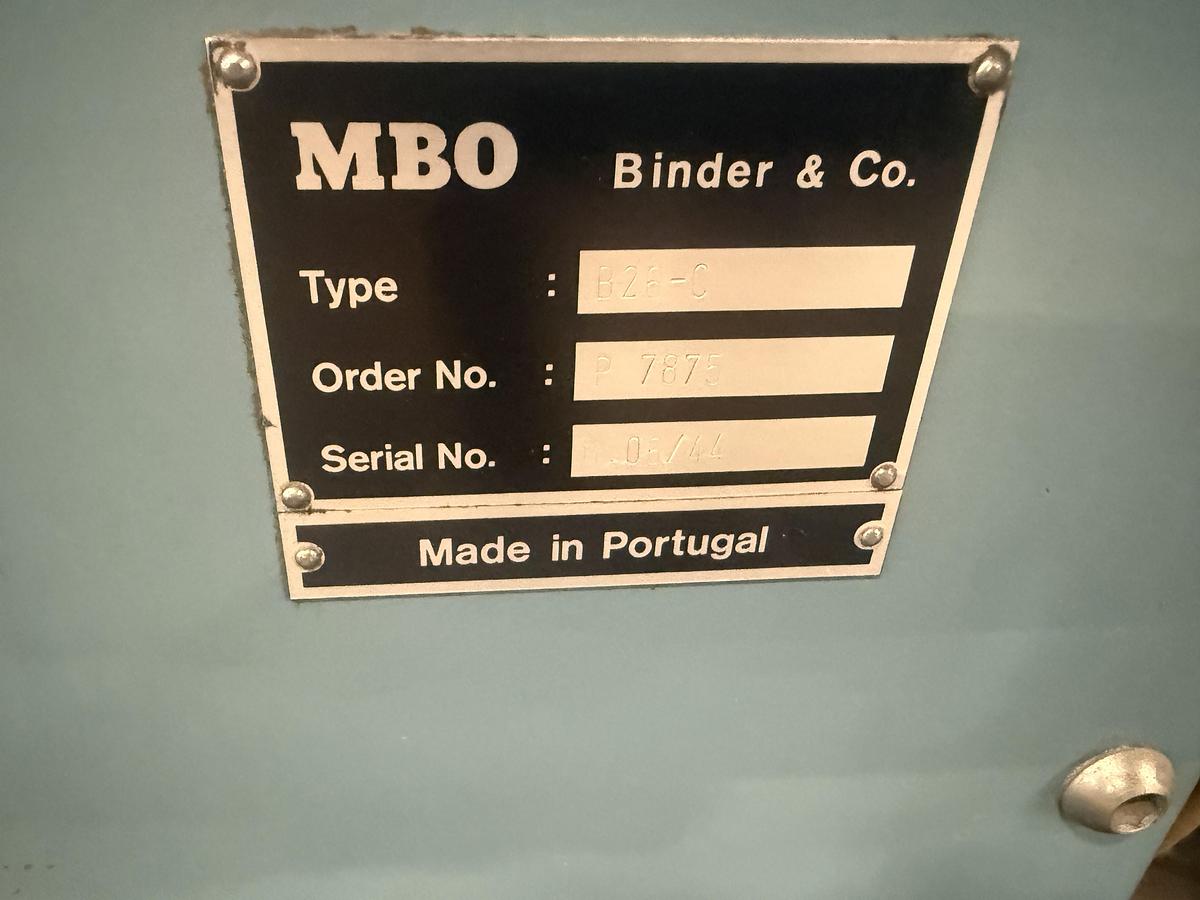 MBO Binder & Co.
Type : B26-C
Order No. : P 7875
Serial No. :
Made in Portugal